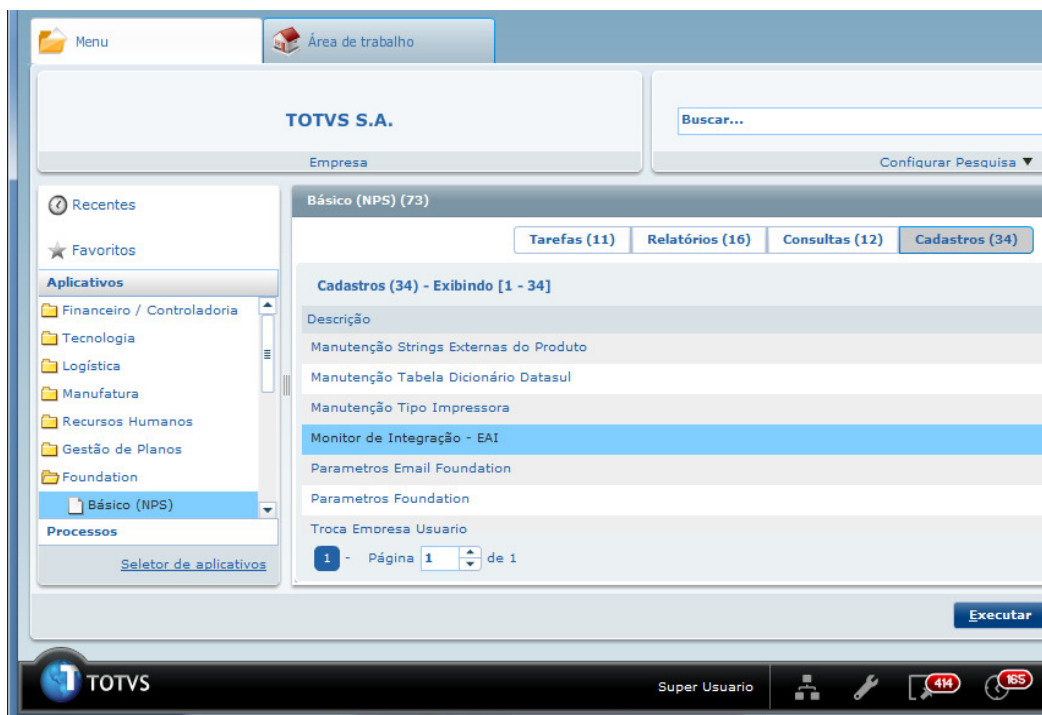 Menu
Área de trabalho
TOTVS S.A.
Empresa
Buscar...
Configurar Pesquisa ▼
Recentes
Favoritos
Aplicativos
Financeiro / Controladoria
Tecnologia
Logística
Manufatura
Recursos Humanos
Gestão de Planos
Foundation
Básico (NPS)
Processos
Seletor de aplicativos
Básico (NPS) (73)
Tarefas (11) Relatórios (16) Consultas (12) Cadastros (34)
Cadastros (34) - Exibindo [1 - 34]
Descrição
Manutenção Strings Externas do Produto
Manutenção Tabela Dicionário Datasul
Manutenção Tipo Impressora
Monitor de Integração - EAI
Parametros Email Foundation
Parametros Foundation
Troca Empresa Usuario
1 - Página 1 de 1
Executar
TOTVS
Super Usuario
414
165